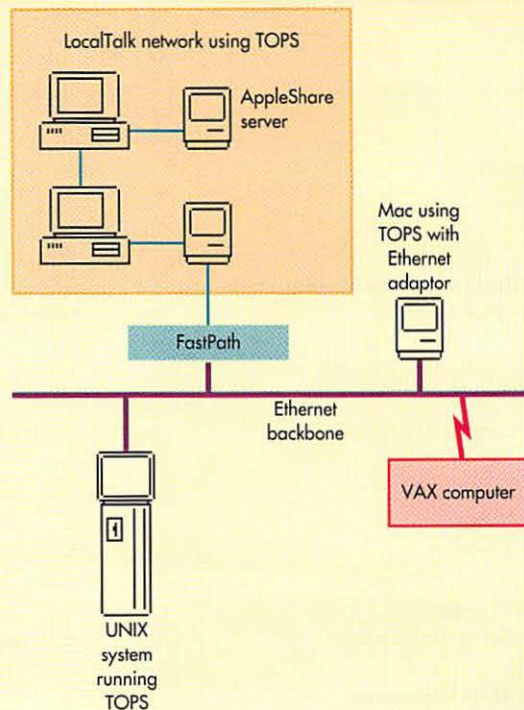 LocalTalk network using TOPS
AppleShare
server
Mac using
TOPS with
Ethernet
adaptor
FastPath
Ethernet
backbone
VAX computer
UNIX
system
running
TOPS